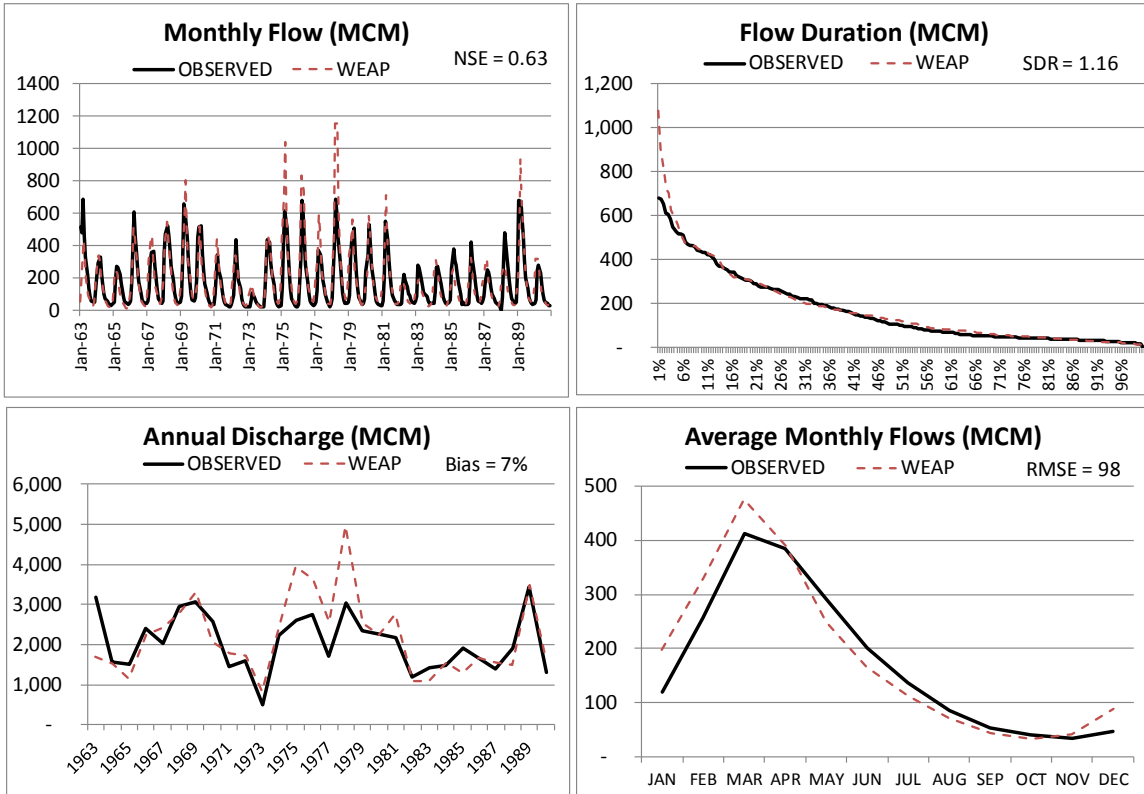 Monthly Flow (MCM)
OBSERVED WEAP NSE = 0.63
1400
1200
1000
800
600
400
200
0
Jan-63 Jan-65 Jan-67 Jan-69 Jan-71 Jan-73 Jan-75 Jan-77 Jan-79 Jan-81 Jan-83 Jan-85 Jan-87 Jan-89
Flow Duration (MCM)
OBSERVED WEAP SDR = 1.16
1,200
1,000
800
600
400
200
-
1% 6% 11% 16% 21% 26% 31% 36% 41% 46% 51% 56% 61% 66% 71% 76% 81% 86% 91% 96%
Annual Discharge (MCM)
OBSERVED WEAP Bias = 7%
6,000
5,000
4,000
3,000
2,000
1,000
-
1963 1965 1967 1969 1971 1973 1975 1977 1979 1981 1983 1985 1987 1989
Average Monthly Flows (MCM)
OBSERVED WEAP RMSE = 98
500
400
300
200
100
-
JAN FEB MAR APR MAY JUN JUL AUG SEP OCT NOV DEC